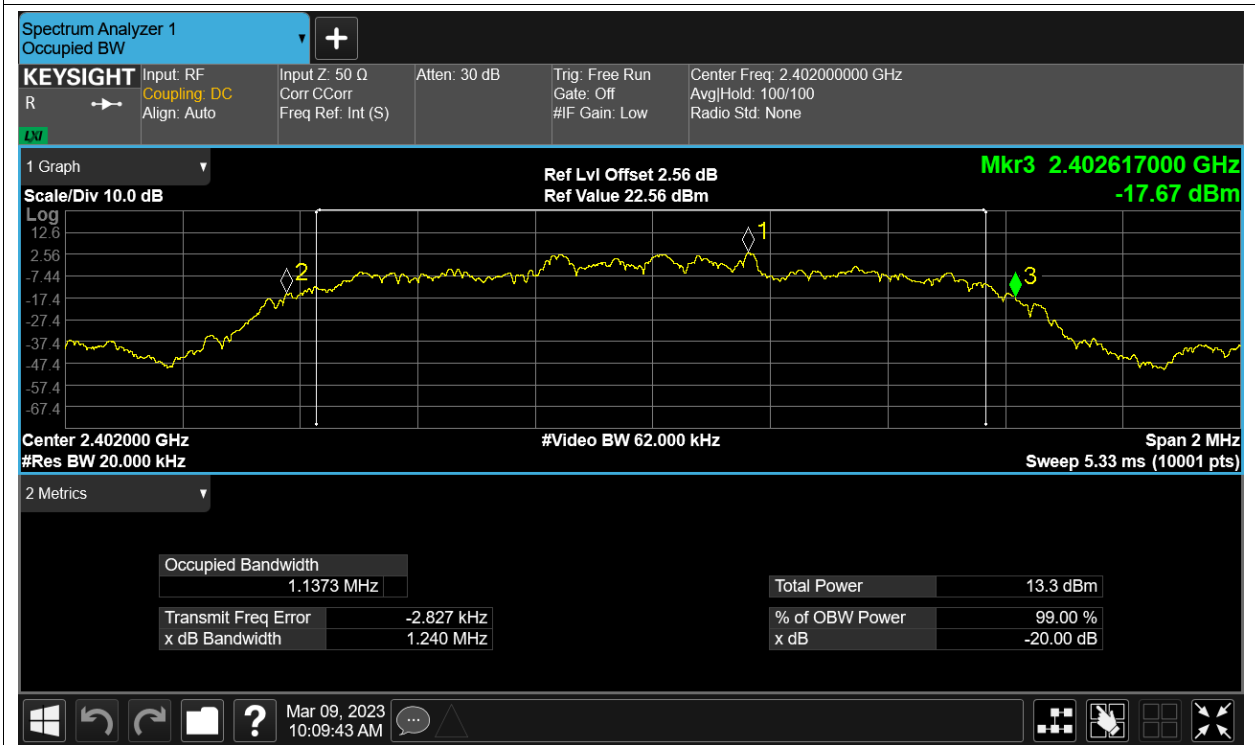 Spectrum Analyzer 1
Occupied BW
KEYSIGHT
R
LXI
Input: RF
Coupling: DC
Align: Auto
Input Z: 50 Ω
Corr CCorr
Freq Ref: Int (S)
Atten: 30 dB
Trig: Free Run
Gate: Off
#IF Gain: Low
Center Freq: 2.402000000 GHz
Avg|Hold: 100/100
Radio Std: None
1 Graph
Scale/Div 10.0 dB
Ref Lvl Offset 2.56 dB
Ref Value 22.56 dBm
Mkr3 2.402617000 GHz
-17.67 dBm
Log
12.6
2.56
-7.44
-17.4
-27.4
-37.4
-47.4
-57.4
-67.4
1
2
3
Center 2.402000 GHz
#Video BW 62.000 kHz
Span 2 MHz
#Res BW 20.000 kHz
Sweep 5.33 ms (10001 pts)
2 Metrics
Occupied Bandwidth
1.1373 MHz
Total Power 13.3 dBm
Transmit Freq Error -2.827 kHz
% of OBW Power 99.00 %
x dB Bandwidth 1.240 MHz
x dB -20.00 dB
?
Mar 09, 2023
10:09:43 AM